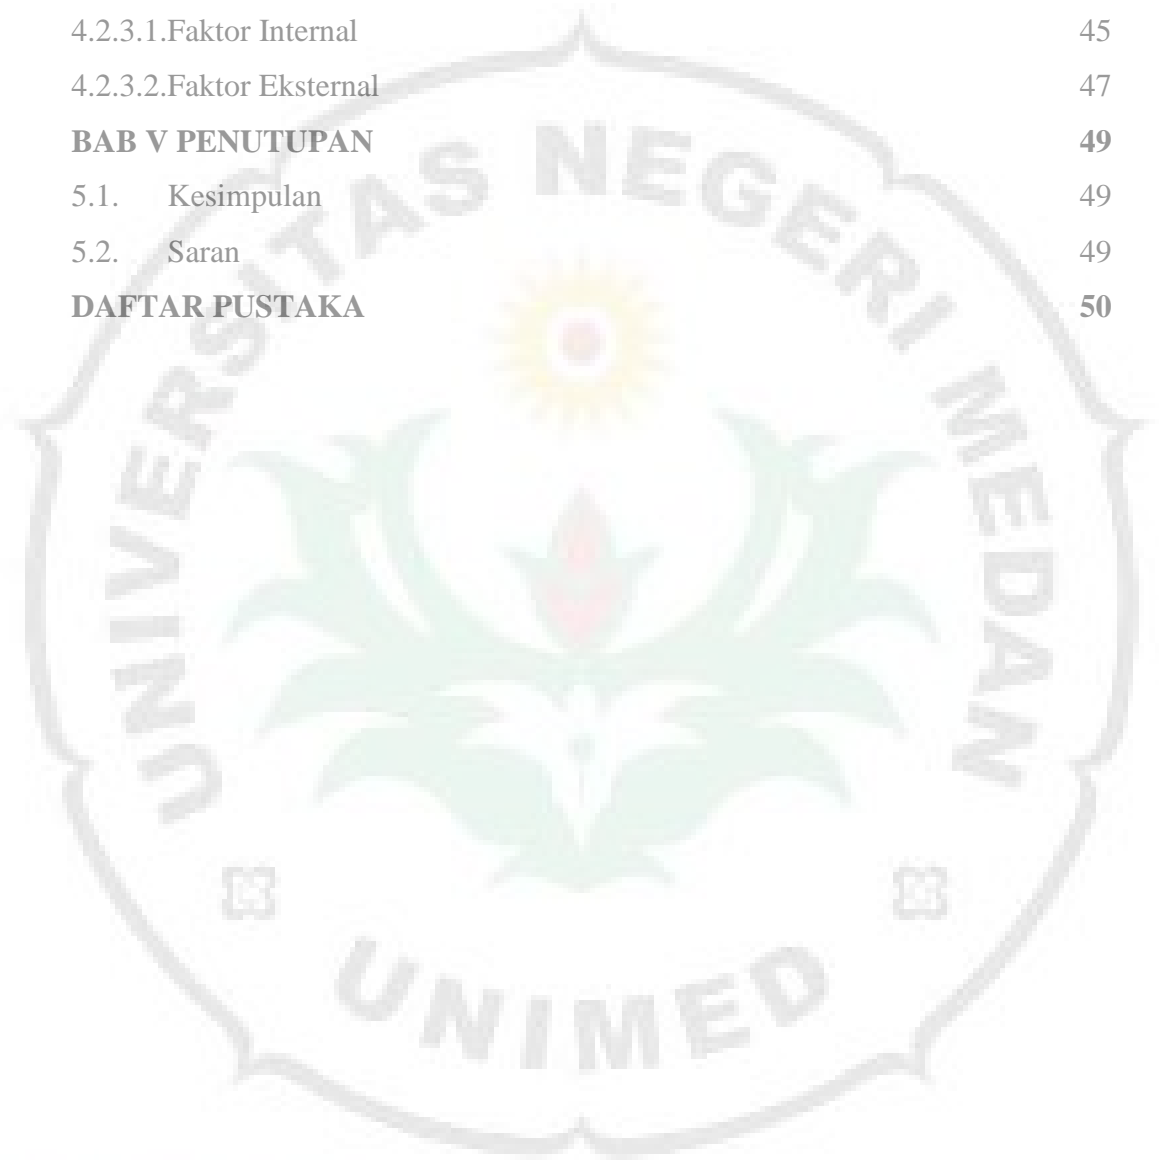 4.2.3.1.Faktor Internal 45
4.2.3.2.Faktor Eksternal 47
BAB V PENUTUPAN 49
5.1. Kesimpulan 49
5.2. Saran 49
DAFTAR PUSTAKA 50
UNIVERSITAS NEGERI MEDAN
UNIMED